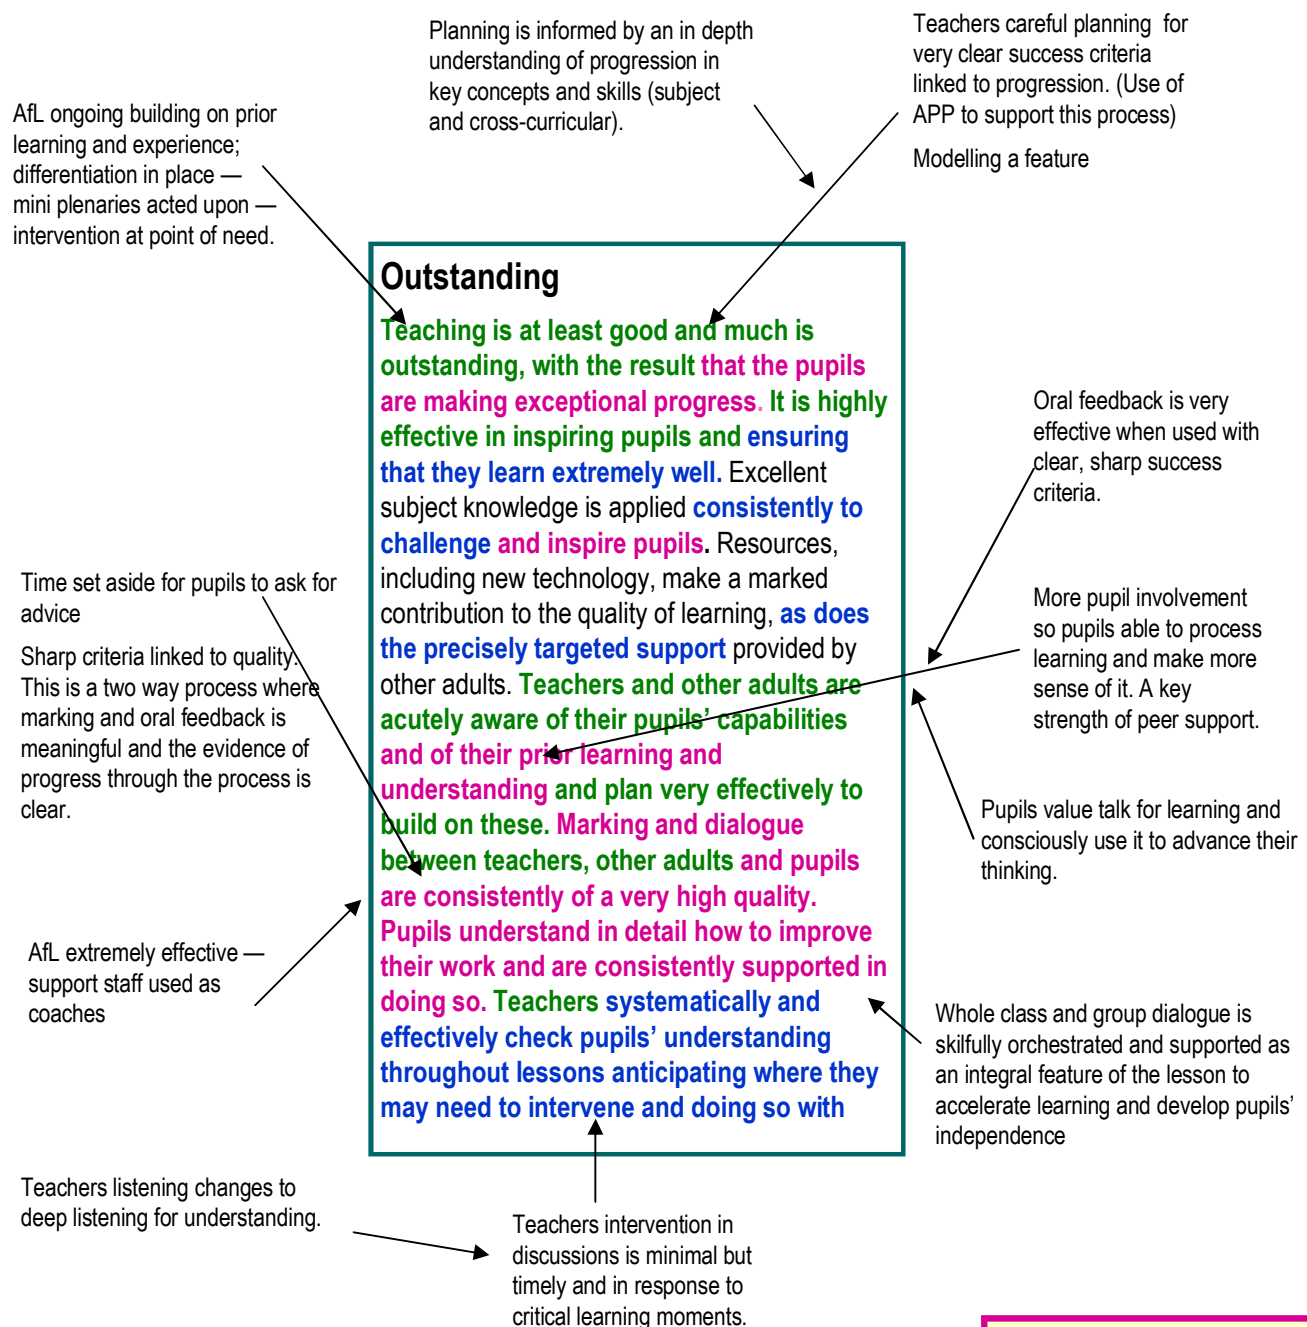 Planning is informed by an in depth
understanding of progression in
key concepts and skills (subject
and cross-curricular).
Teachers careful planning for
very clear success criteria
linked to progression. (Use of
APP to support this process)
Modelling a feature
AfL ongoing building on prior
learning and experience;
differentiation in place —
mini plenaries acted upon —
intervention at point of need.
Outstanding
Teaching is at least good and much is
outstanding, with the result that the pupils
are making exceptional progress. It is highly
effective in inspiring pupils and ensuring
that they learn extremely well. Excellent
subject knowledge is applied consistently to
challenge and inspire pupils. Resources,
including new technology, make a marked
contribution to the quality of learning, as does
the precisely targeted support provided by
other adults. Teachers and other adults are
acutely aware of their pupils’ capabilities
and of their prior learning and
understanding and plan very effectively to
build on these. Marking and dialogue
between teachers, other adults and pupils
are consistently of a very high quality.
Pupils understand in detail how to improve
their work and are consistently supported in
doing so. Teachers systematically and
effectively check pupils’ understanding
throughout lessons anticipating where they
may need to intervene and doing so with
Oral feedback is very
effective when used with
clear, sharp success
criteria.
More pupil involvement
so pupils able to process
learning and make more
sense of it. A key
strength of peer support.
Pupils value talk for learning and
consciously use it to advance their
thinking.
Time set aside for pupils to ask for
advice
Sharp criteria linked to quality.
This is a two way process where
marking and oral feedback is
meaningful and the evidence of
progress through the process is
clear.
AfL extremely effective —
support staff used as
coaches
Whole class and group dialogue is
skilfully orchestrated and supported as
an integral feature of the lesson to
accelerate learning and develop pupils’
independence
Teachers listening changes to
deep listening for understanding.
Teachers intervention in
discussions is minimal but
timely and in response to
critical learning moments.